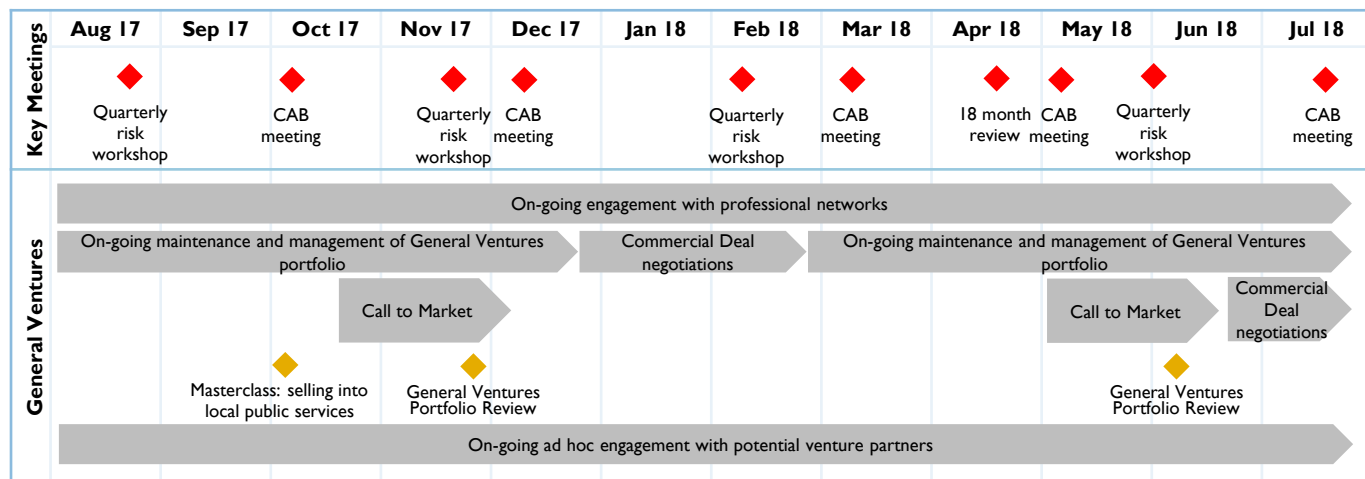 Aug 17 Sep 17 Oct 17 Nov 17 Dec 17 Jan 18 Feb 18 Mar 18 Apr 18 May 18 Jun 18 Jul 18
Key Meetings
Quarterly
risk
workshop
CAB
meeting
Quarterly
risk
workshop
CAB
meeting
Quarterly
risk
workshop
CAB
meeting
18 month
review
CAB
meeting
Quarterly
risk
workshop
CAB
meeting
General Ventures
On-going engagement with professional networks
On-going maintenance and management of General Ventures
portfolio
Commercial Deal
negotiations
On-going maintenance and management of General Ventures
portfolio
Call to Market
Call to Market
Commercial
Deal
negotiations
Masterclass: selling into
local public services
General Ventures
Portfolio Review
General Ventures
Portfolio Review
On-going ad hoc engagement with potential venture partners